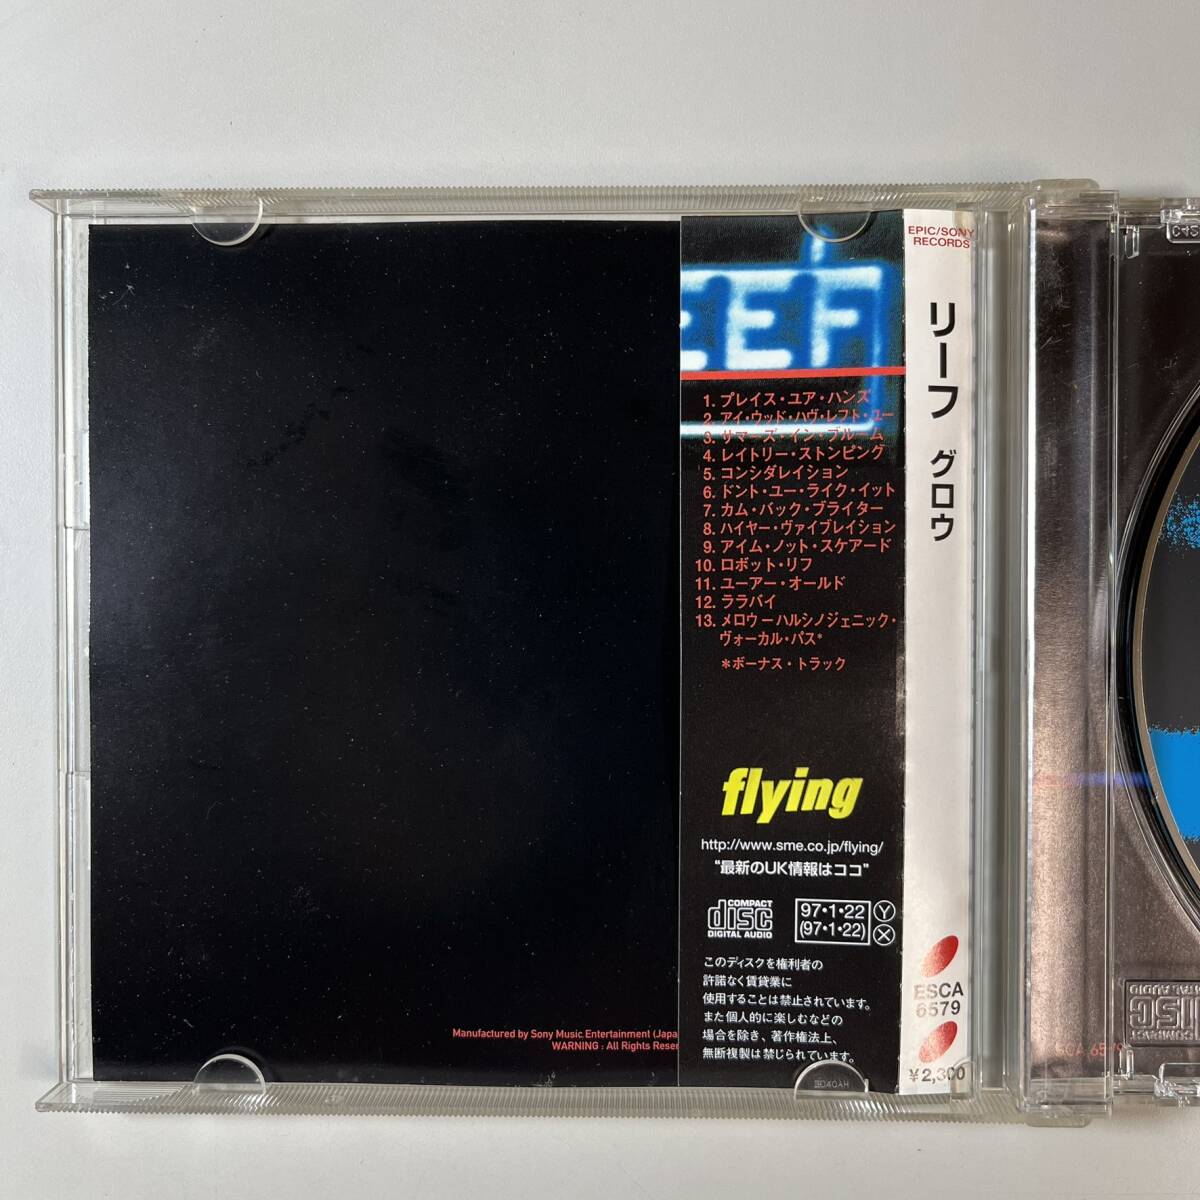 EEF
1. プレイス・ユア・ハンズ
2. アイ・ウッド・ハヴ・レフト・ユー
3. サマーズ・イン・ブルーム
4. レイトリー・ストンピング
5. コンシダレイション
6. ドント・ユー・ライク・イット
7. カム・バック・ブライター
8. ハイヤー・ヴァイブレイション
9. アイム・ノット・スケアード
10. ロボット・リフ
11. ユーアー・オールド
12. ララバイ
13. メロウーハルシノジェニック・
ヴォーカル・パス*
*ボーナス・トラック
flying
http://www.sme.co.jp/flying/
“最新のUK情報はココ”
COMPACT
disc
DIGITAL AUDIO
97・1・22 Y
(97・1・22) X
このディスクを権利者の
許諾なく賃貸業に
使用することは禁止されています。
また個人的に楽しむなどの
場合を除き、著作権法上、
無断複製は禁じられています。
Manufactured by Sony Music Entertainment (Japa
WARNING : All Rights Reser
EPIC/SONY
RECORDS
リーフ グロウ
ESCA
6579
¥2,300